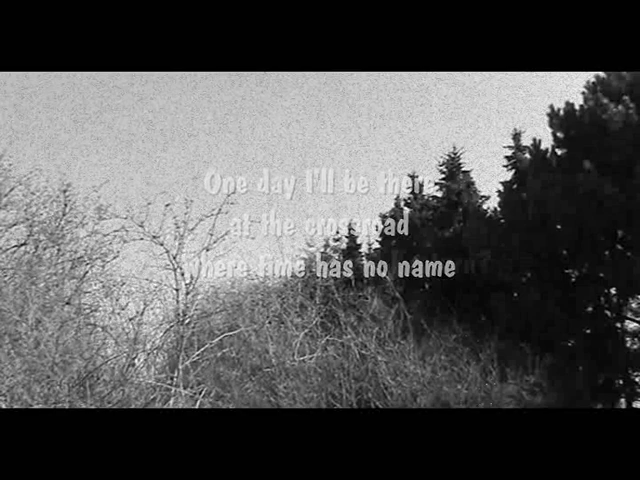 One day I'll be there
at the crossroad
where time has no name